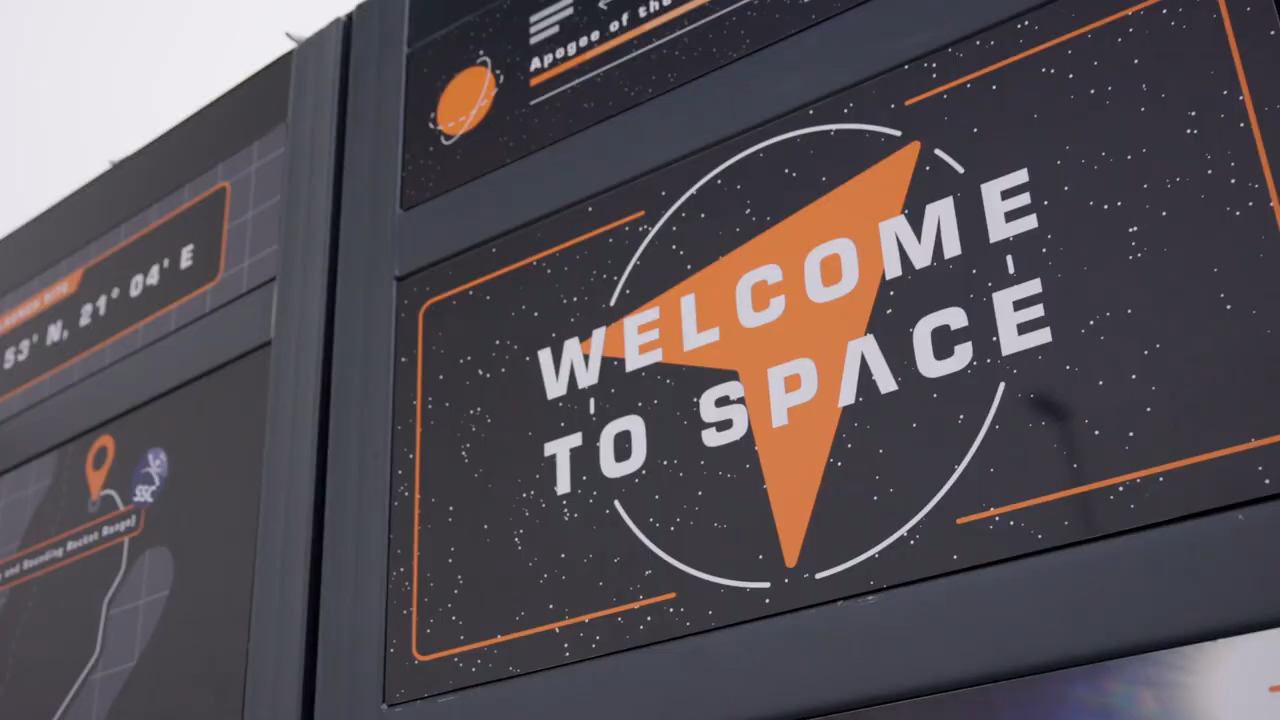 Apogee of the
WELCOME
TO SPACE
53' N, 21° 04' E
SSC
and Sounding Rocket Range)